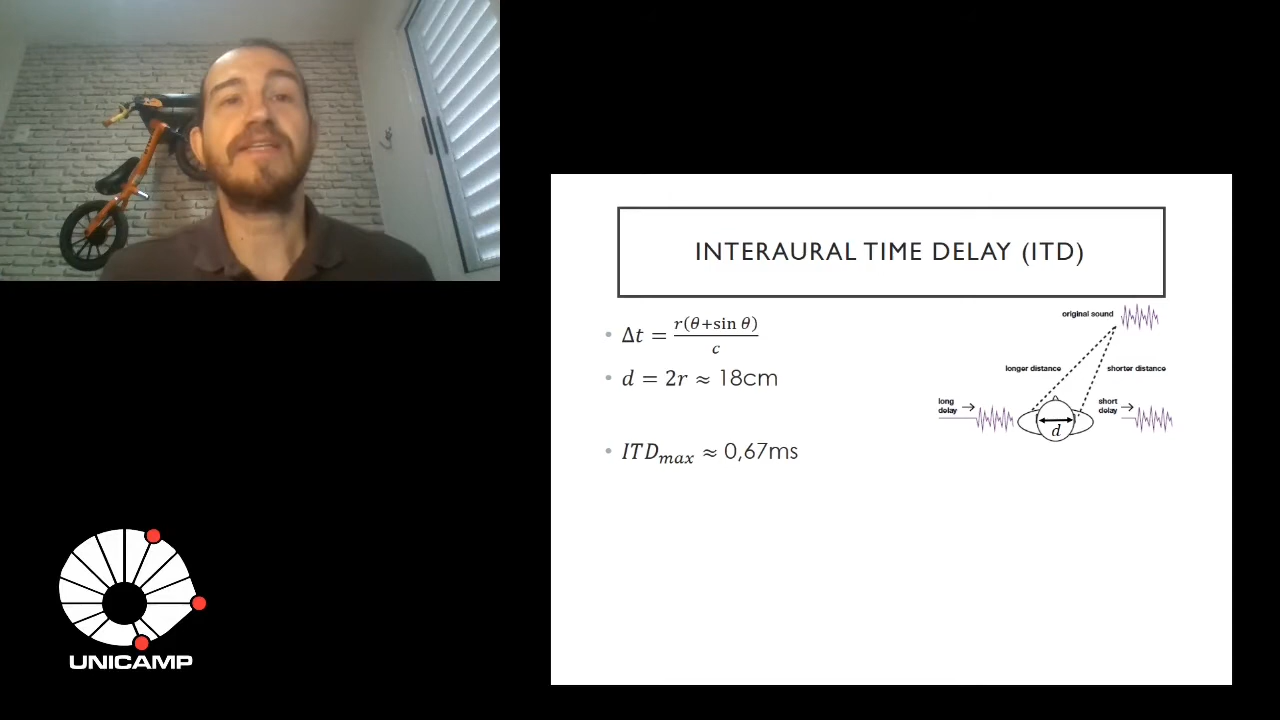 INTERAURAL TIME DELAY (ITD)
Δt = r(θ+sin θ)/c
d = 2r ≈ 18cm
ITDmax ≈ 0,67ms
original sound
longer distance
shorter distance
long
delay
short
delay
d
UNICAMP